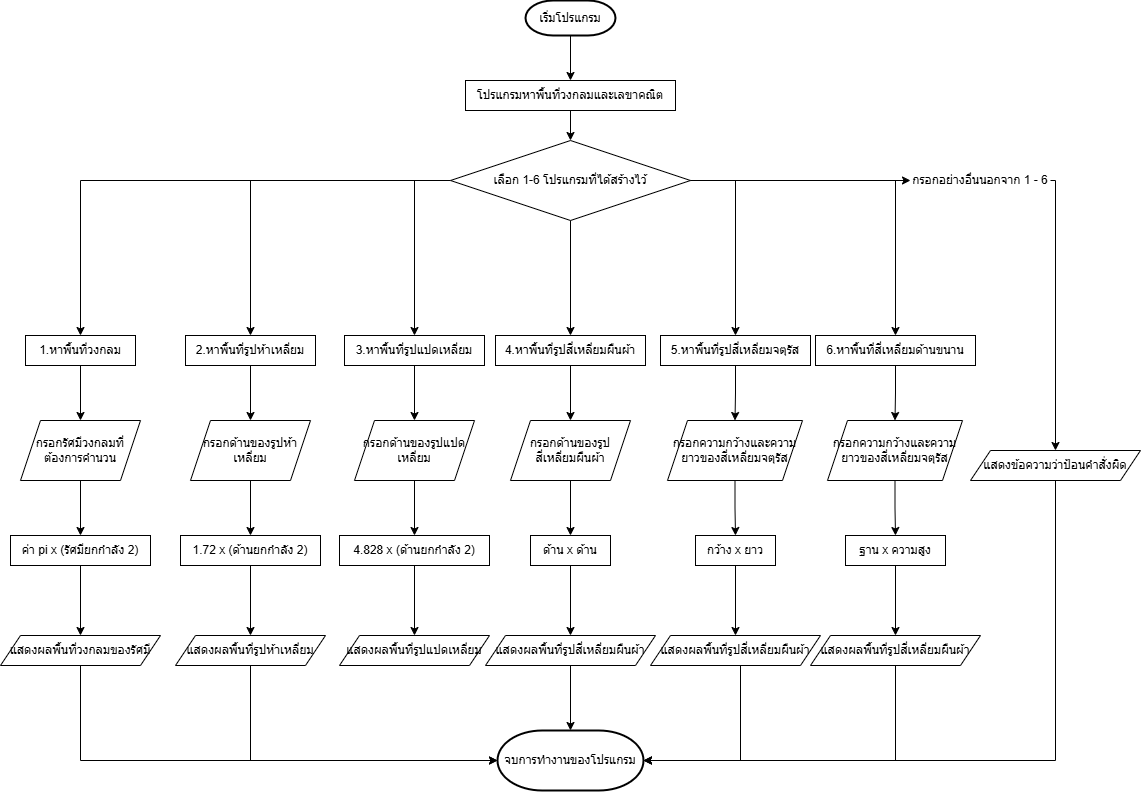 เริ่มโปรแกรม
โปรแกรมหาพื้นที่วงกลมและเลขาคณิต
เลือก 1-6 โปรแกรมที่ได้สร้างไว้
กรอกอย่างอื่นนอกจาก 1 - 6
1.หาพื้นที่วงกลม
2.หาพื้นที่รูปห้าเหลี่ยม
3.หาพื้นที่รูปแปดเหลี่ยม
4.หาพื้นที่รูปสี่เหลี่ยมผืนผ้า
5.หาพื้นที่รูปสี่เหลี่ยมจตุรัส
6.หาพื้นที่สี่เหลี่ยมด้านขนาน
กรอกรัศมีวงกลมที่
ต้องการคำนวน
กรอกด้านของรูปห้า
เหลี่ยม
กรอกด้านของรูปแปด
เหลี่ยม
กรอกด้านของรูป
สี่เหลี่ยมผืนผ้า
กรอกความกว้างและความ
ยาวของสี่เหลี่ยมจตุรัส
กรอกความกว้างและความ
ยาวของสี่เหลี่ยมจตุรัส
แสดงข้อความว่าป้อนคำสั่งผิด
ค่า pi x (รัศมียกกำลัง 2)
1.72 x (ด้านยกกำลัง 2)
4.828 x (ด้านยกกำลัง 2)
ด้าน x ด้าน
กว้าง x ยาว
ฐาน x ความสูง
แสดงผลพื้นที่วงกลมของรัศมี
แสดงผลพื้นที่รูปห้าเหลี่ยม
แสดงผลพื้นที่รูปแปดเหลี่ยม
แสดงผลพื้นที่รูปสี่เหลี่ยมผืนผ้า
แสดงผลพื้นที่รูปสี่เหลี่ยมผืนผ้า
แสดงผลพื้นที่รูปสี่เหลี่ยมผืนผ้า
จบการทำงานของโปรแกรม